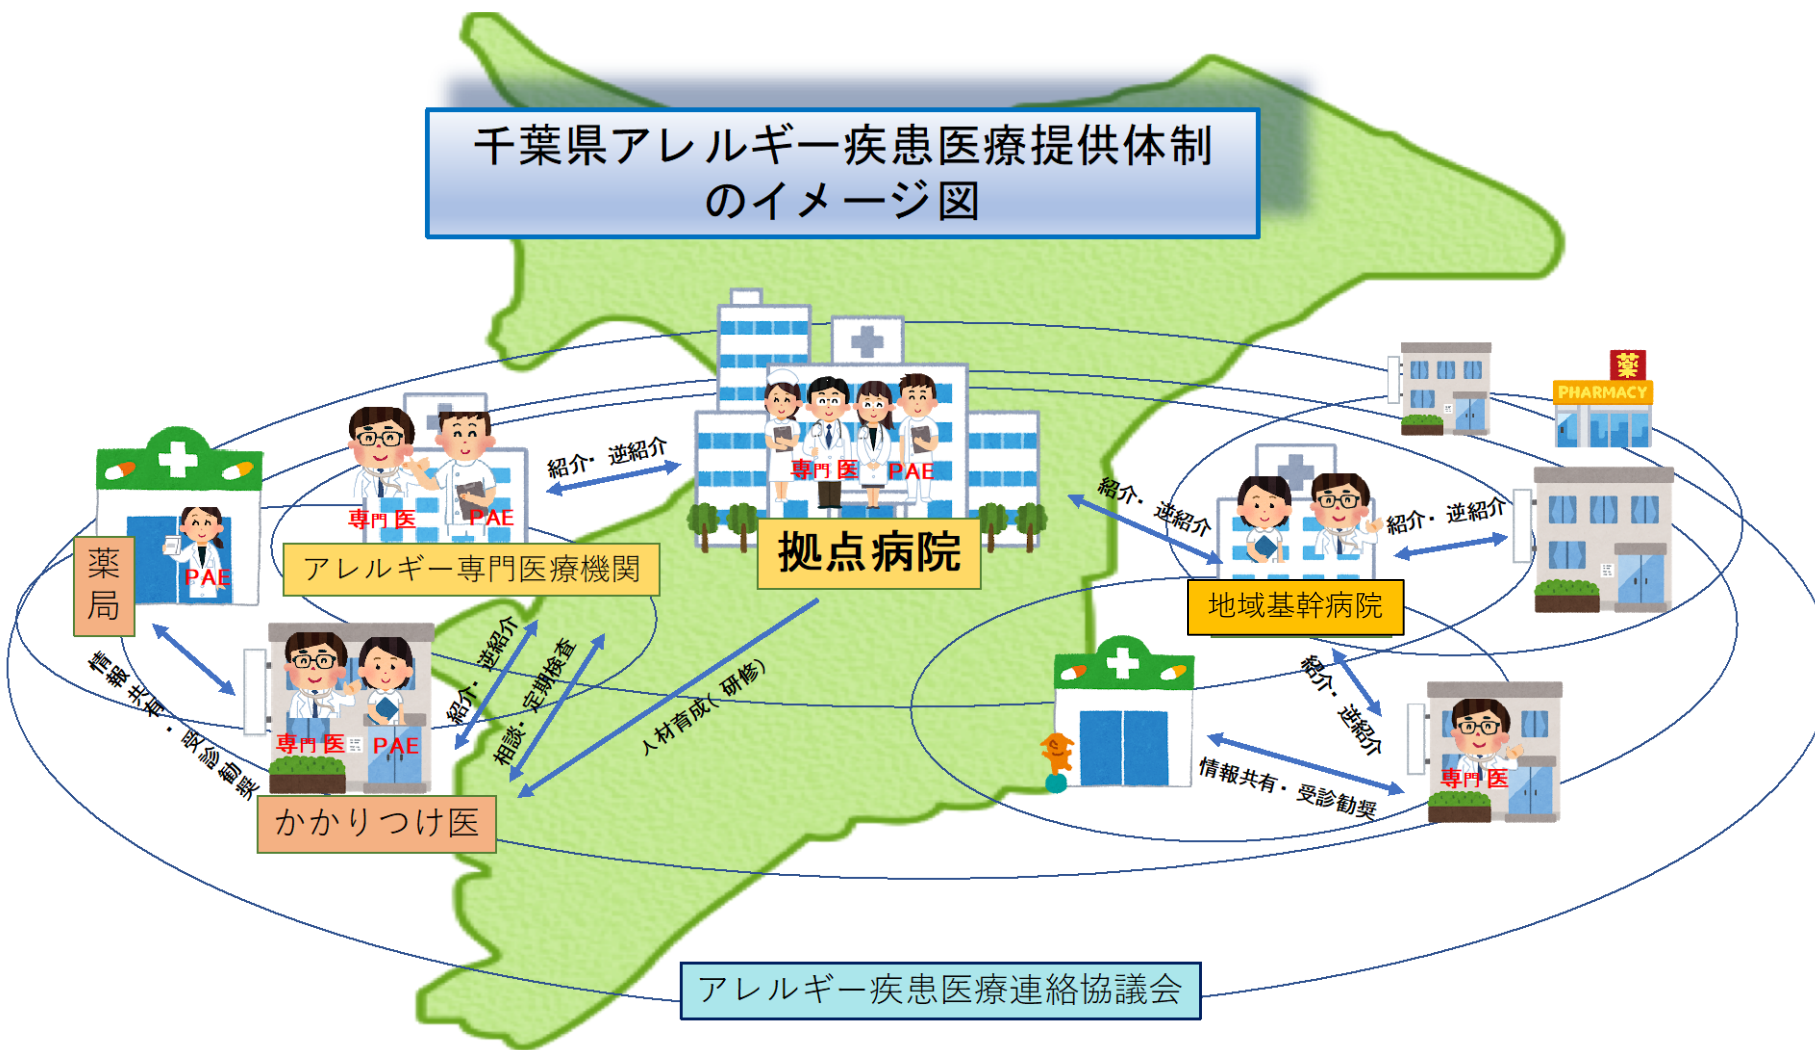 千葉県アレルギー疾患医療提供体制
のイメージ図
薬
PHARMACY
紹介・逆紹介
専門医 PAE
専門医
PAE
拠点病院
紹介・逆紹介
紹介・逆紹介
アレルギー専門医療機関
薬局
PAE
地域基幹病院
情報共有・受診勧奨
専門医
PAE
かかりつけ医
紹介・逆紹介
相談・定期検査
人材育成(研修)
紹介・逆紹介
情報共有・受診勧奨
専門医
アレルギー疾患医療連絡協議会